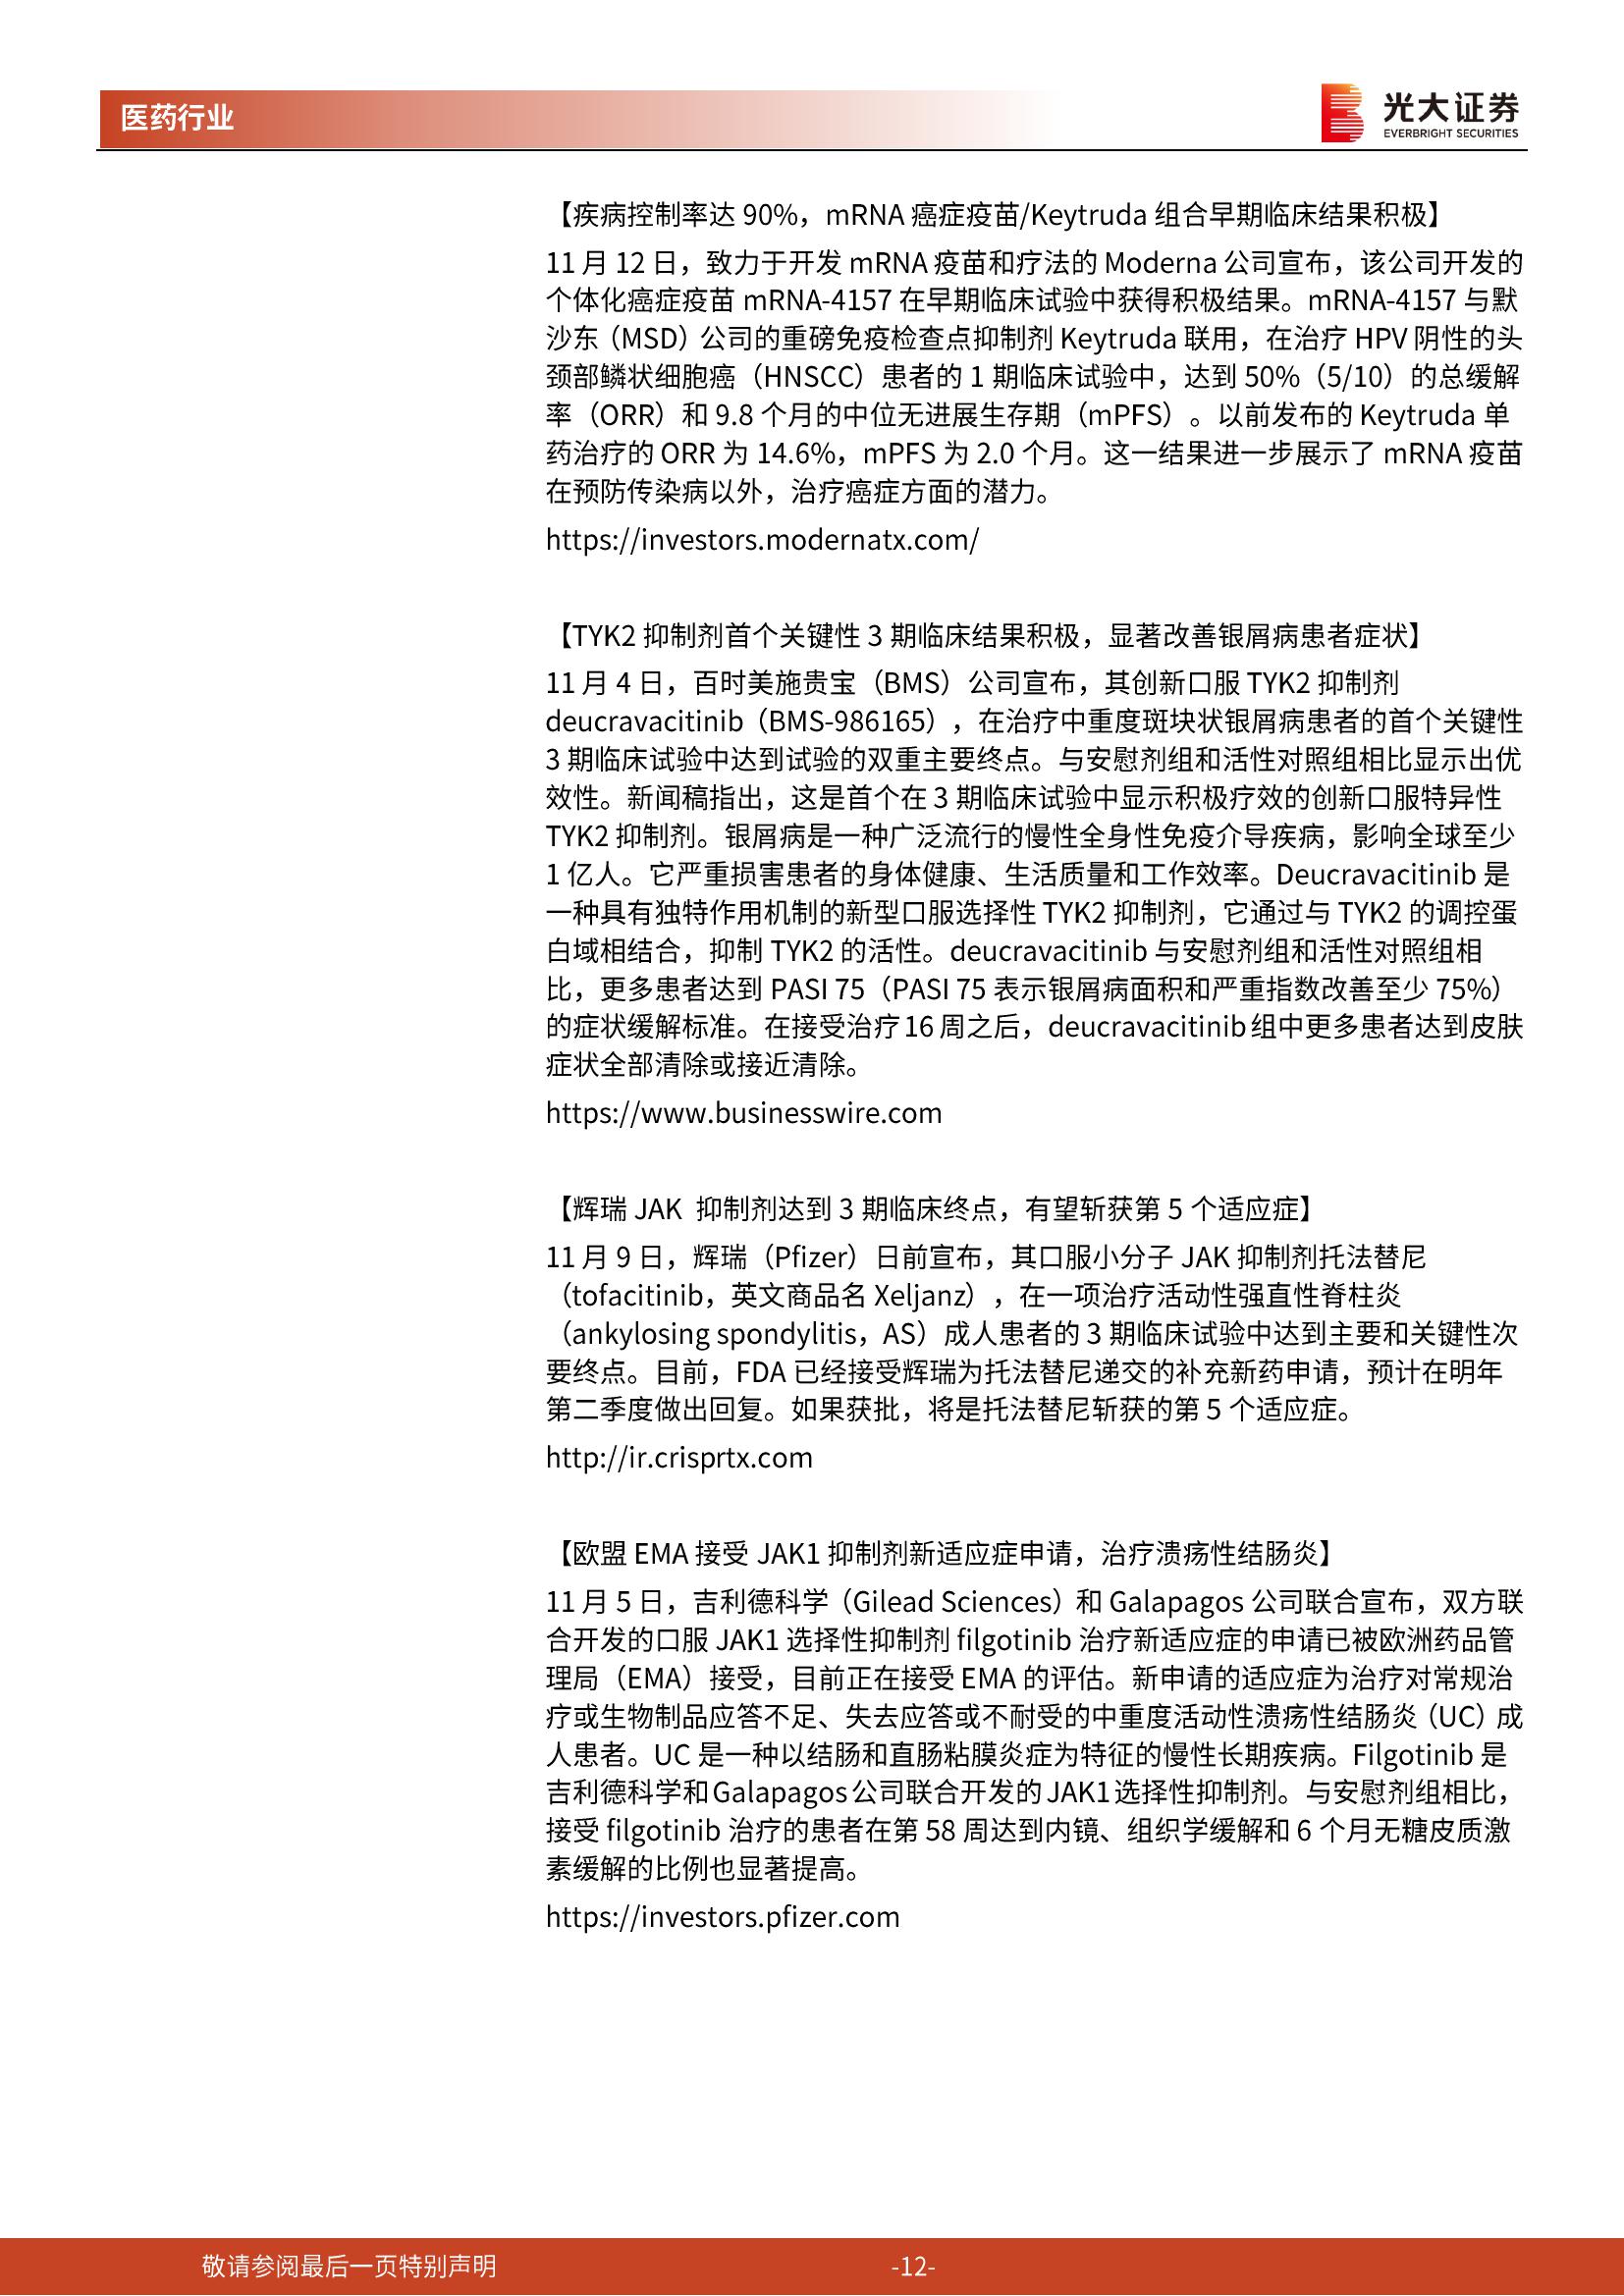 医药行业
光大证券
EVERBRIGHT SECURITIES
【疾病控制率达 90%，mRNA 癌症疫苗/Keytruda 组合早期临床结果积极】
11 月 12 日，致力于开发 mRNA 疫苗和疗法的 Moderna 公司宣布，该公司开发的
个体化癌症疫苗 mRNA-4157 在早期临床试验中获得积极结果。mRNA-4157 与默
沙东（MSD）公司的重磅免疫检查点抑制剂 Keytruda 联用，在治疗 HPV 阴性的头
颈部鳞状细胞癌（HNSCC）患者的 1 期临床试验中，达到 50%（5/10）的总缓解
率（ORR）和 9.8 个月的中位无进展生存期（mPFS）。以前发布的 Keytruda 单
药治疗的 ORR 为 14.6%，mPFS 为 2.0 个月。这一结果进一步展示了 mRNA 疫苗
在预防传染病以外，治疗癌症方面的潜力。
https://investors.modernatx.com/
【TYK2 抑制剂首个关键性 3 期临床结果积极，显著改善银屑病患者症状】
11 月 4 日，百时美施贵宝（BMS）公司宣布，其创新口服 TYK2 抑制剂
deucravacitinib（BMS-986165），在治疗中重度斑块状银屑病患者的首个关键性
3 期临床试验中达到试验的双重主要终点。与安慰剂组和活性对照组相比显示出优
效性。新闻稿指出，这是首个在 3 期临床试验中显示积极疗效的创新口服特异性
TYK2 抑制剂。银屑病是一种广泛流行的慢性全身性免疫介导疾病，影响全球至少
1 亿人。它严重损害患者的身体健康、生活质量和工作效率。Deucravacitinib 是
一种具有独特作用机制的新型口服选择性 TYK2 抑制剂，它通过与 TYK2 的调控蛋
白域相结合，抑制 TYK2 的活性。deucravacitinib 与安慰剂组和活性对照组相
比，更多患者达到 PASI 75（PASI 75 表示银屑病面积和严重指数改善至少 75%）
的症状缓解标准。在接受治疗 16 周之后，deucravacitinib 组中更多患者达到皮肤
症状全部清除或接近清除。
https://www.businesswire.com
【辉瑞 JAK 抑制剂达到 3 期临床终点，有望斩获第 5 个适应症】
11 月 9 日，辉瑞（Pfizer）日前宣布，其口服小分子 JAK 抑制剂托法替尼
（tofacitinib，英文商品名 Xeljanz），在一项治疗活动性强直性脊柱炎
（ankylosing spondylitis，AS）成人患者的 3 期临床试验中达到主要和关键性次
要终点。目前，FDA 已经接受辉瑞为托法替尼递交的补充新药申请，预计在明年
第二季度做出回复。如果获批，将是托法替尼斩获的第 5 个适应症。
http://ir.crisprtx.com
【欧盟 EMA 接受 JAK1 抑制剂新适应症申请，治疗溃疡性结肠炎】
11 月 5 日，吉利德科学（Gilead Sciences）和 Galapagos 公司联合宣布，双方联
合开发的口服 JAK1 选择性抑制剂 filgotinib 治疗新适应症的申请已被欧洲药品管
理局（EMA）接受，目前正在接受 EMA 的评估。新申请的适应症为治疗对常规治
疗或生物制品应答不足、失去应答或不耐受的中重度活动性溃疡性结肠炎（UC）成
人患者。UC 是一种以结肠和直肠粘膜炎症为特征的慢性长期疾病。Filgotinib 是
吉利德科学和 Galapagos 公司联合开发的 JAK1 选择性抑制剂。与安慰剂组相比，
接受 filgotinib 治疗的患者在第 58 周达到内镜、组织学缓解和 6 个月无糖皮质激
素缓解的比例也显著提高。
https://investors.pfizer.com
敬请参阅最后一页特别声明
-12-